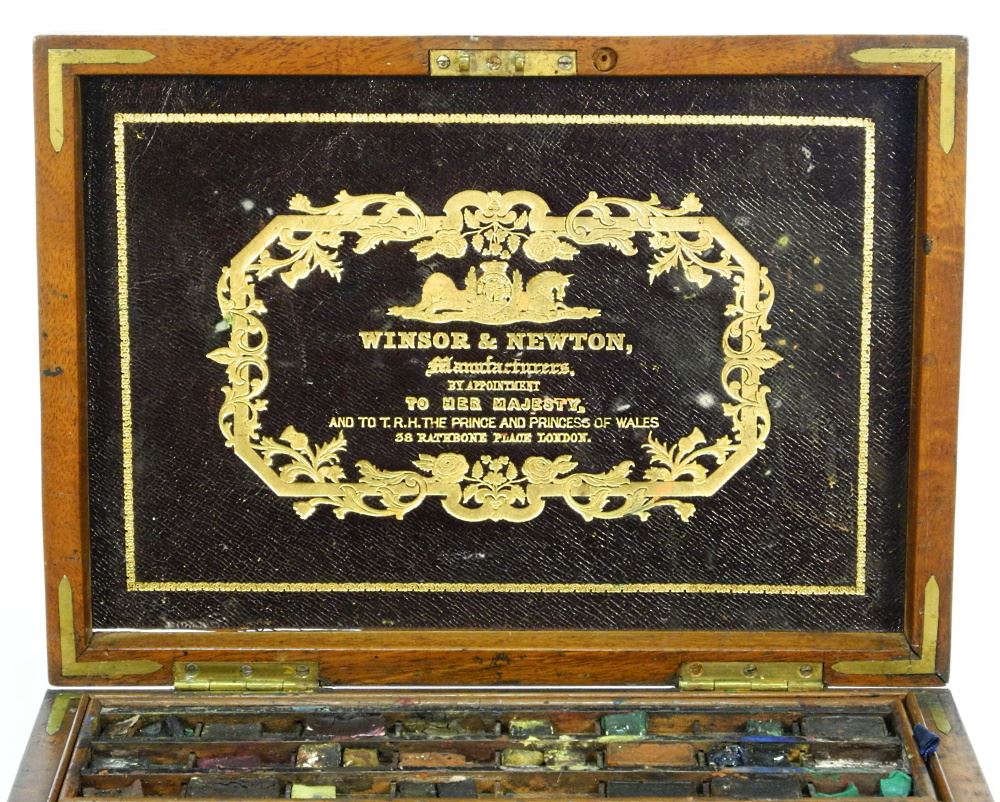 WINSOR & NEWTON,
Manufacturers,
BY APPOINTMENT
TO HER MAJESTY,
AND TO T.R.H. THE PRINCE AND PRINCESS OF WALES
38 RATHBONE PLACE LONDON.